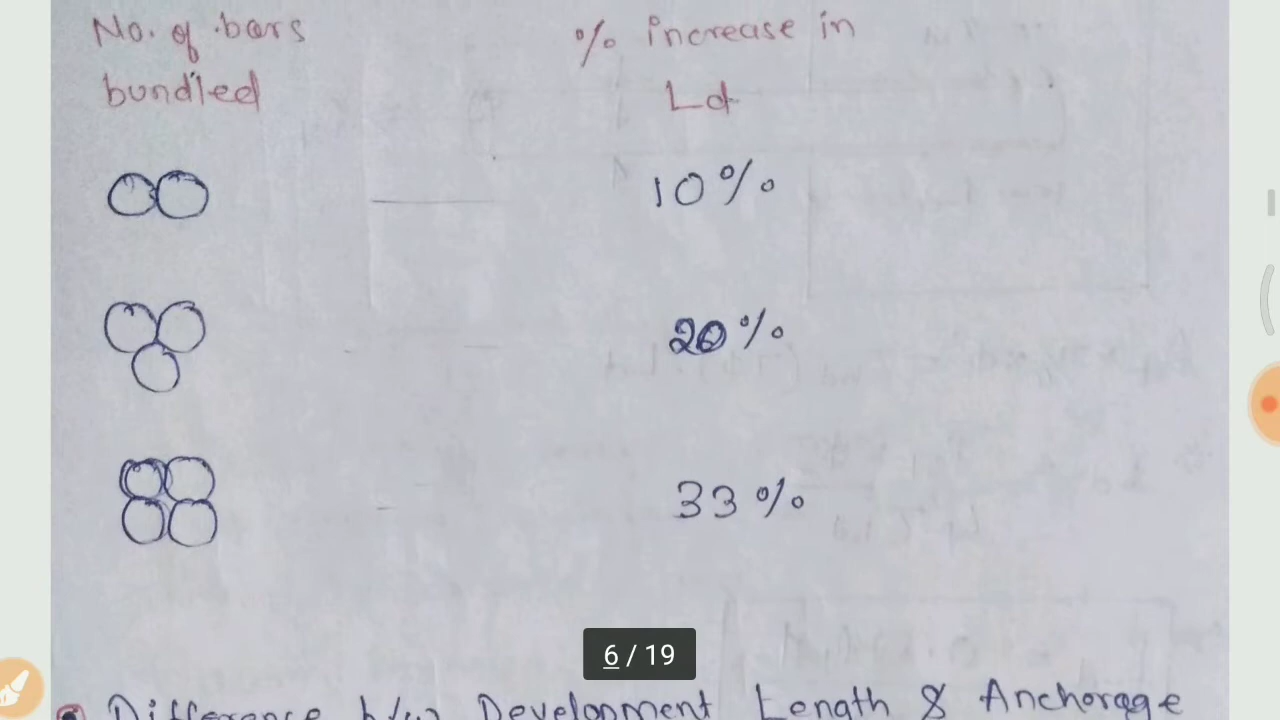 No. of bars % increase in
bundled Ld
10%
20%
33%
6 / 19
Difference b/w Development Length & Anchorage